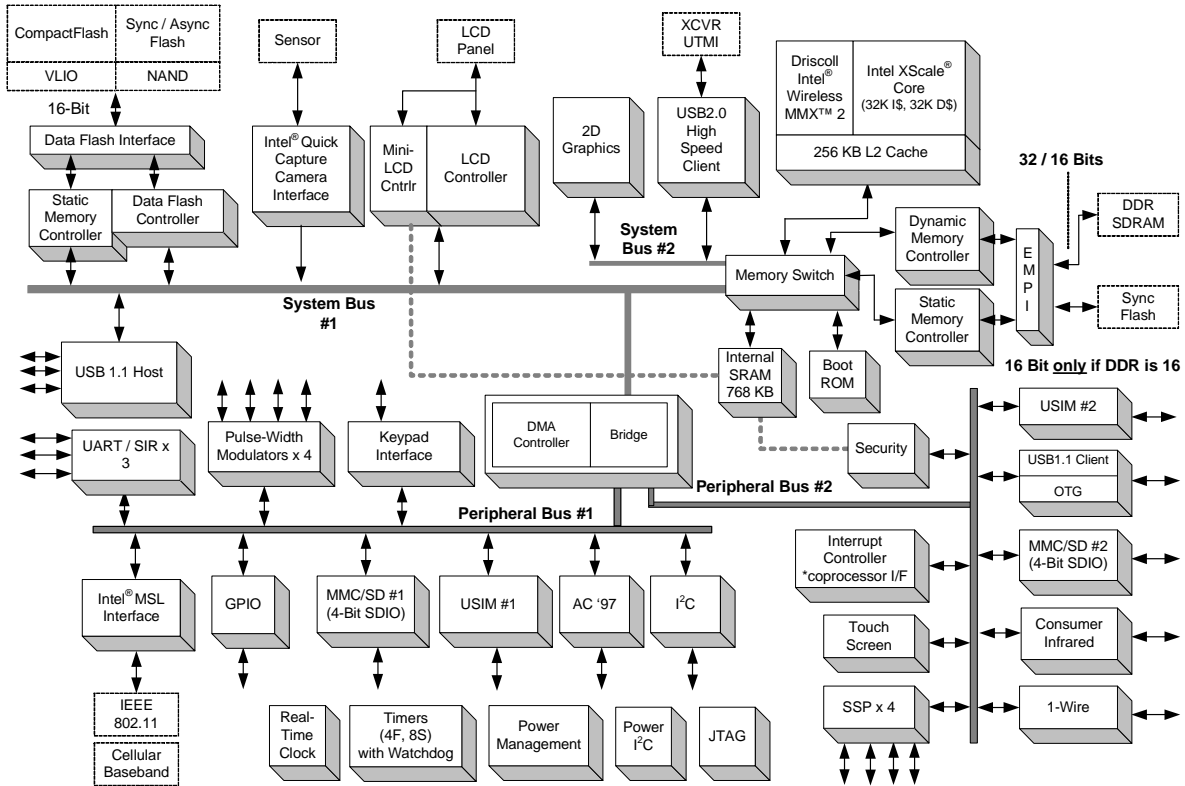 CompactFlash
Sync / Async
Flash
VLIO
NAND
16-Bit
Data Flash Interface
Static
Memory
Controller
Data Flash
Controller
Sensor
Intel® Quick
Capture
Camera
Interface
LCD
Panel
Mini-
LCD
Cntrlr
LCD
Controller
2D
Graphics
XCVR
UTMI
USB2.0
High
Speed
Client
Driscoll
Intel®
Wireless
MMX™ 2
Intel XScale®
Core
(32K I$, 32K D$)
256 KB L2 Cache
32 / 16 Bits
DDR
SDRAM
Dynamic
Memory
Controller
E
M
P
I
System
Bus #2
Memory Switch
Static
Memory
Controller
Sync
Flash
System Bus
#1
USB 1.1 Host
Internal
SRAM
768 KB
Boot
ROM
16 Bit only if DDR is 16
UART / SIR x
3
Pulse-Width
Modulators x 4
Keypad
Interface
DMA
Controller
Bridge
Security
USIM #2
USB1.1 Client
OTG
Peripheral Bus #2
Peripheral Bus #1
Interrupt
Controller
*coprocessor I/F
MMC/SD #2
(4-Bit SDIO)
Intel® MSL
Interface
GPIO
MMC/SD #1
(4-Bit SDIO)
USIM #1
AC ‘97
I²C
Touch
Screen
Consumer
Infrared
IEEE
802.11
Cellular
Baseband
Real-
Time
Clock
Timers
(4F, 8S)
with Watchdog
Power
Management
Power
I²C
JTAG
SSP x 4
1-Wire